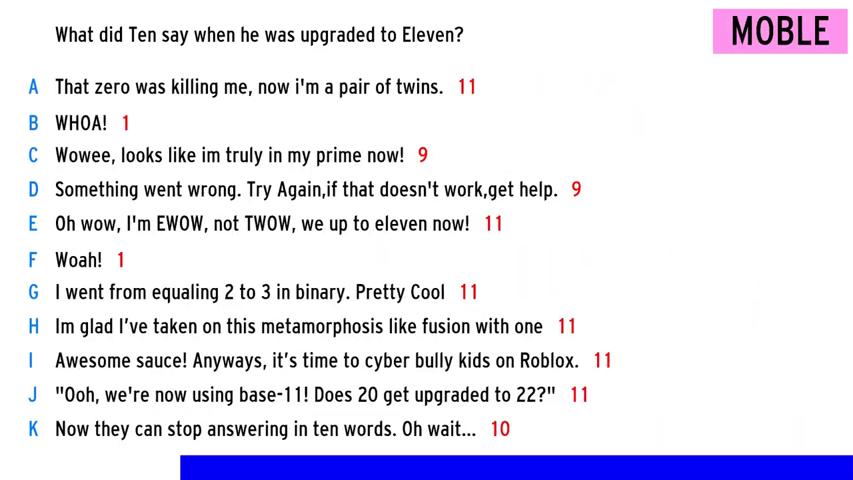 What did Ten say when he was upgraded to Eleven?
MOBLE
A That zero was killing me, now i'm a pair of twins. 11
B WHOA! 1
C Wowee, looks like im truly in my prime now! 9
D Something went wrong. Try Again,if that doesn't work,get help. 9
E Oh wow, I'm EWOW, not TWOW, we up to eleven now! 11
F Woah! 1
G I went from equaling 2 to 3 in binary. Pretty Cool 11
H Im glad I've taken on this metamorphosis like fusion with one 11
I Awesome sauce! Anyways, it's time to cyber bully kids on Roblox. 11
J "Ooh, we're now using base-11! Does 20 get upgraded to 22?" 11
K Now they can stop answering in ten words. Oh wait... 10